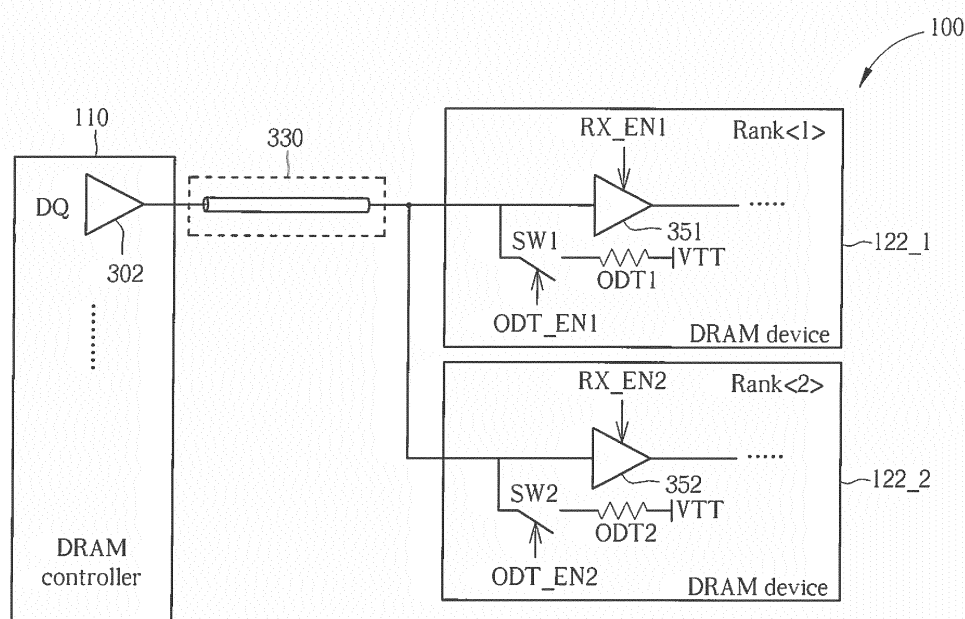 100
110
330
DQ
302
RX_EN1
Rank<1>
351
SW1
ODT1
VTT
ODT_EN1
DRAM device
122_1
RX_EN2
Rank<2>
352
SW2
ODT2
VTT
ODT_EN2
DRAM device
122_2
DRAM
controller